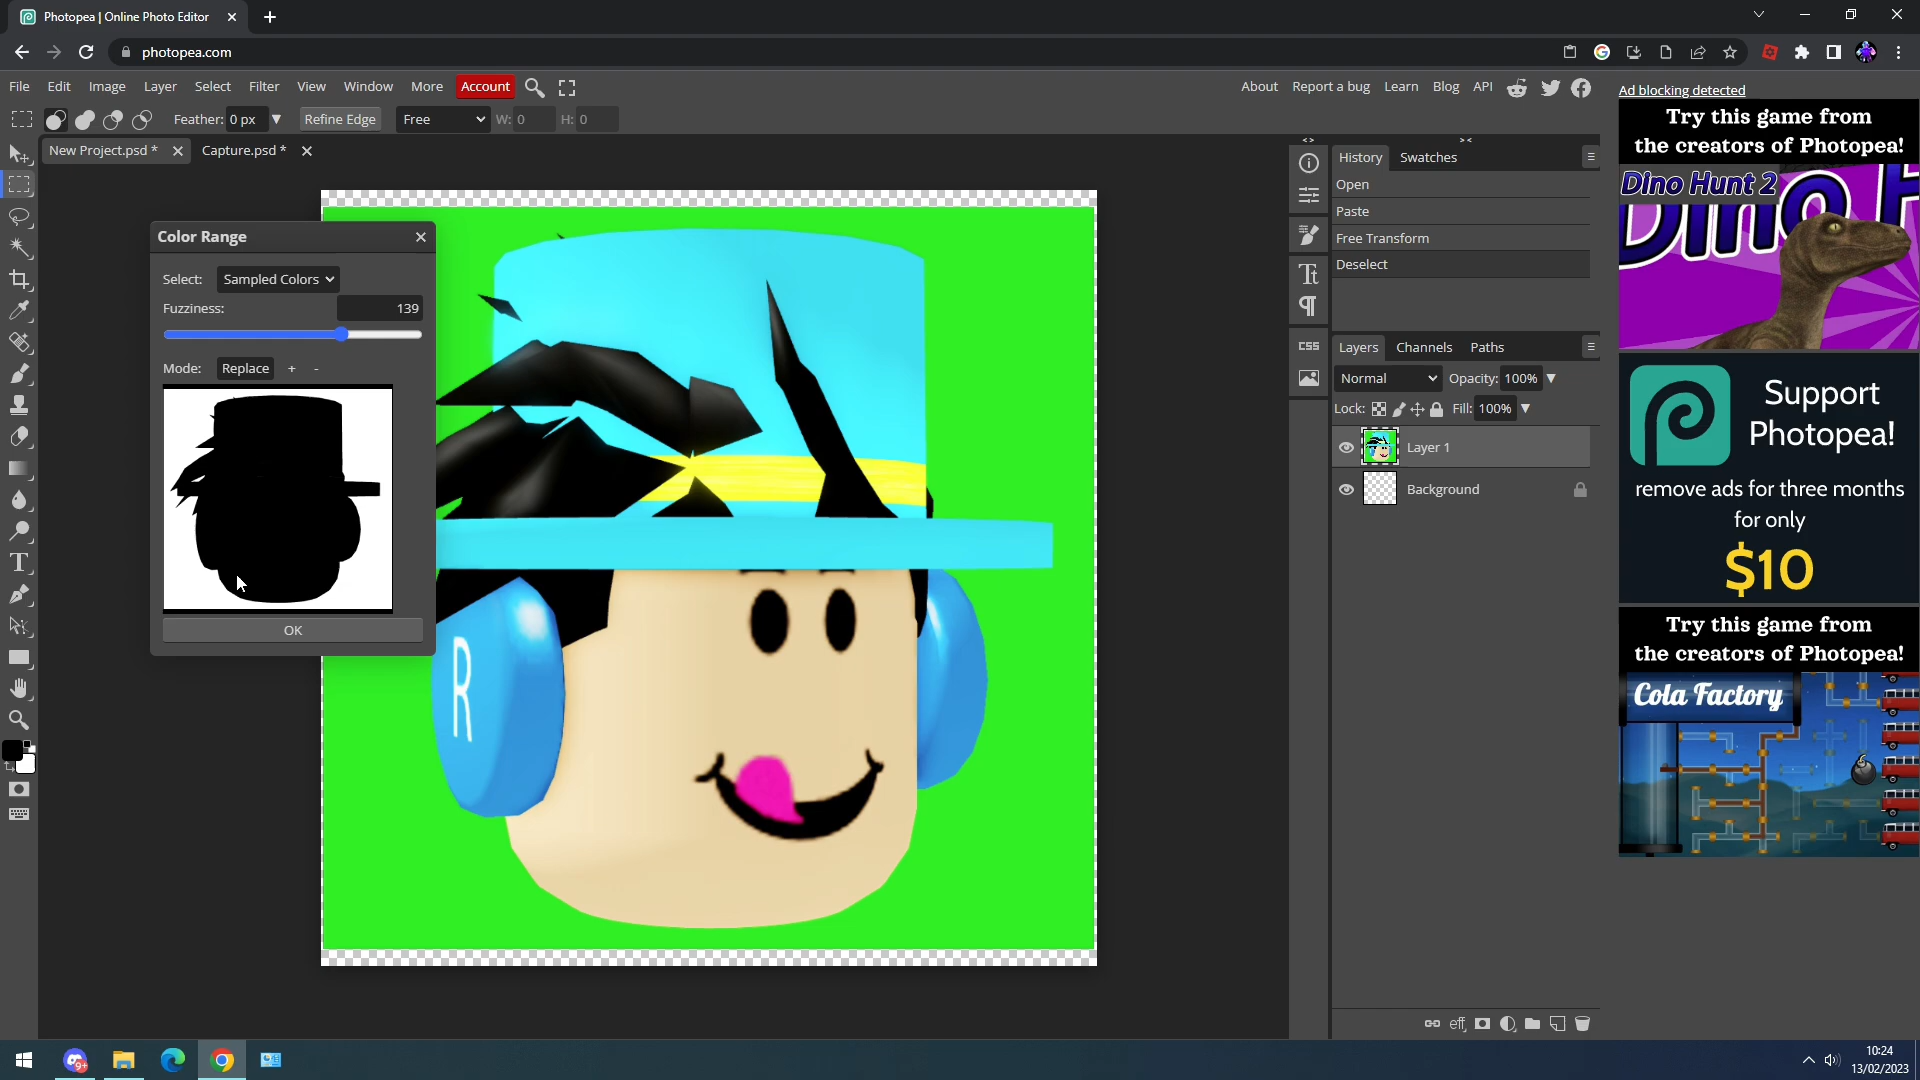 Photopea | Online Photo Editor
photopea.com
File Edit Image Layer Select Filter View Window More Account
About Report a bug Learn Blog API
Feather: 0 px Refine Edge Free W: 0 H: 0
New Project.psd * Capture.psd *
Color Range
Select: Sampled Colors
Fuzziness: 139
Mode: Replace + -
OK
R
History Swatches
Open
Paste
Free Transform
Deselect
CSS
Layers Channels Paths
Normal Opacity: 100%
Lock: Fill: 100%
Layer 1
Background
eff
Ad blocking detected
Try this game from
the creators of Photopea!
Dino Hunt 2
Support
Photopea!
remove ads for three months
for only
$10
Try this game from
the creators of Photopea!
Cola Factory
9+
10:24
13/02/2023